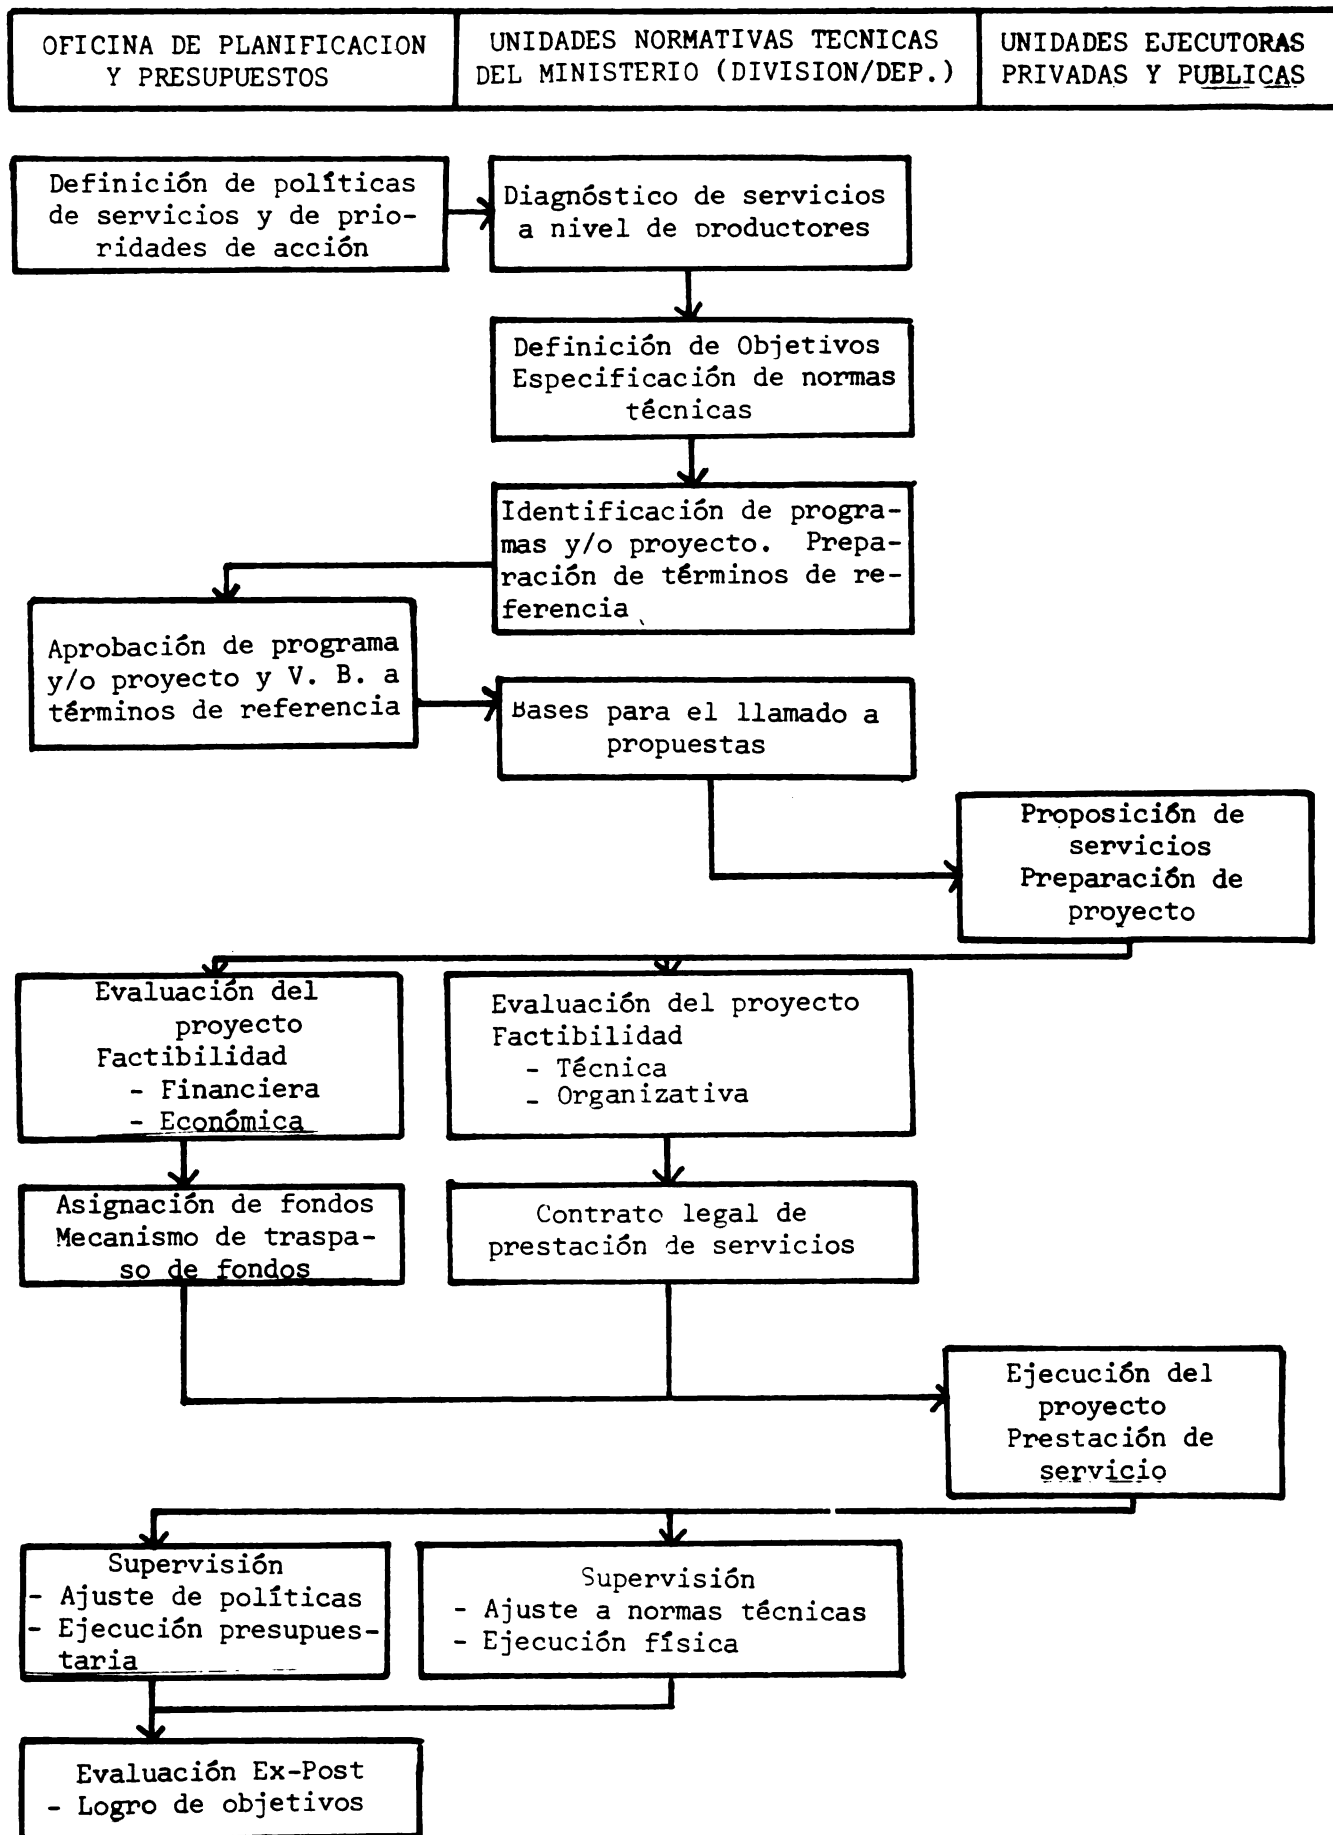 OFICINA DE PLANIFICACION
Y PRESUPUESTOS
UNIDADES NORMATIVAS TECNICAS
DEL MINISTERIO (DIVISION/DEP.)
UNIDADES EJECUTORAS
PRIVADAS Y PUBLICAS
Definición de políticas
de servicios y de prio-
ridades de acción
Diagnóstico de servicios
a nivel de productores
Definición de Objetivos
Especificación de normas
técnicas
Identificación de progra-
mas y/o proyecto. Prepa-
ración de términos de re-
ferencia
Aprobación de programa
y/o proyecto y V. B. a
términos de referencia
Bases para el llamado a
propuestas
Proposición de
servicios
Preparación de
proyecto
Evaluación del
proyecto
Factibilidad
- Financiera
- Económica
Evaluación del proyecto
Factibilidad
- Técnica
- Organizativa
Asignación de fondos
Mecanismo de traspa-
so de fondos
Contrato legal de
prestación de servicios
Ejecución del
proyecto
Prestación de
servicio
Supervisión
- Ajuste de políticas
- Ejecución presupues-
taria
Supervisión
- Ajuste a normas técnicas
- Ejecución física
Evaluación Ex-Post
- Logro de objetivos